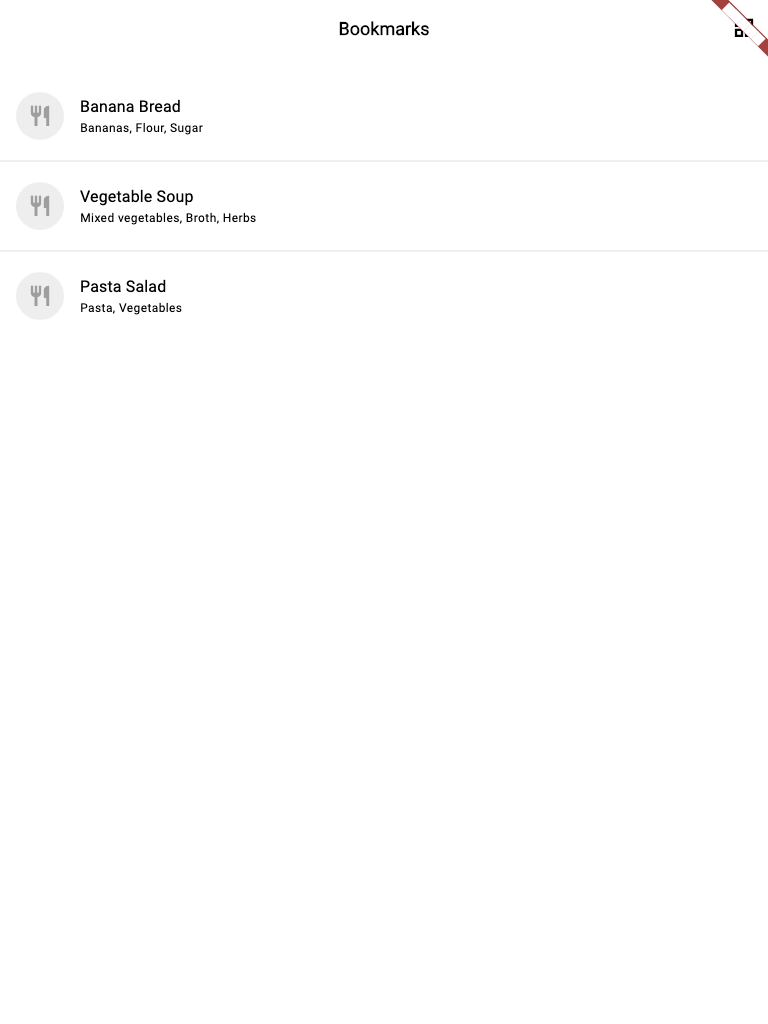 Bookmarks
Banana Bread
Bananas, Flour, Sugar
Vegetable Soup
Mixed vegetables, Broth, Herbs
Pasta Salad
Pasta, Vegetables